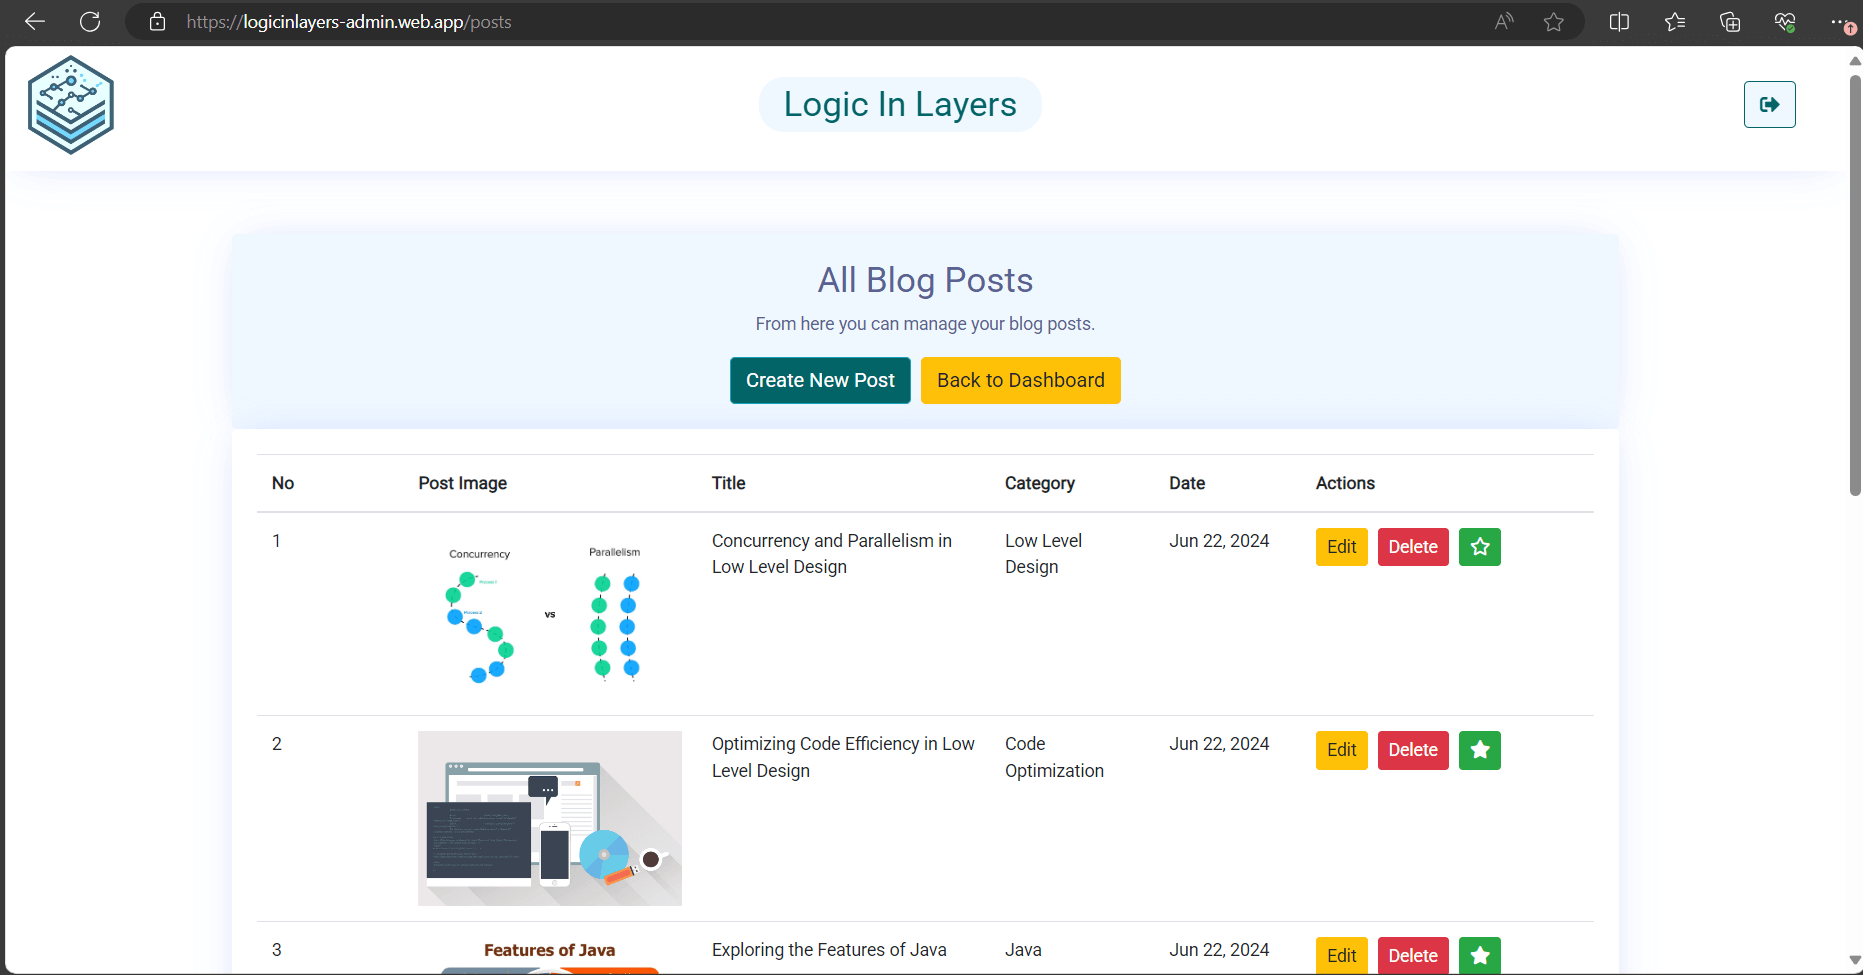 https://logicinlayers-admin.web.app/posts
Logic In Layers
All Blog Posts
From here you can manage your blog posts.
Create New Post Back to Dashboard
No Post Image Title Category Date Actions
1
Concurrency Parallelism
vs
Concurrency and Parallelism in
Low Level Design
Low Level
Design
Jun 22, 2024
Edit Delete
2
Optimizing Code Efficiency in Low
Level Design
Code
Optimization
Jun 22, 2024
Edit Delete
3
Features of Java
Exploring the Features of Java
Java
Jun 22, 2024
Edit Delete